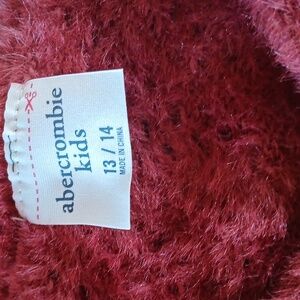 abercrombie
kids
13 / 14
MADE IN CHINA